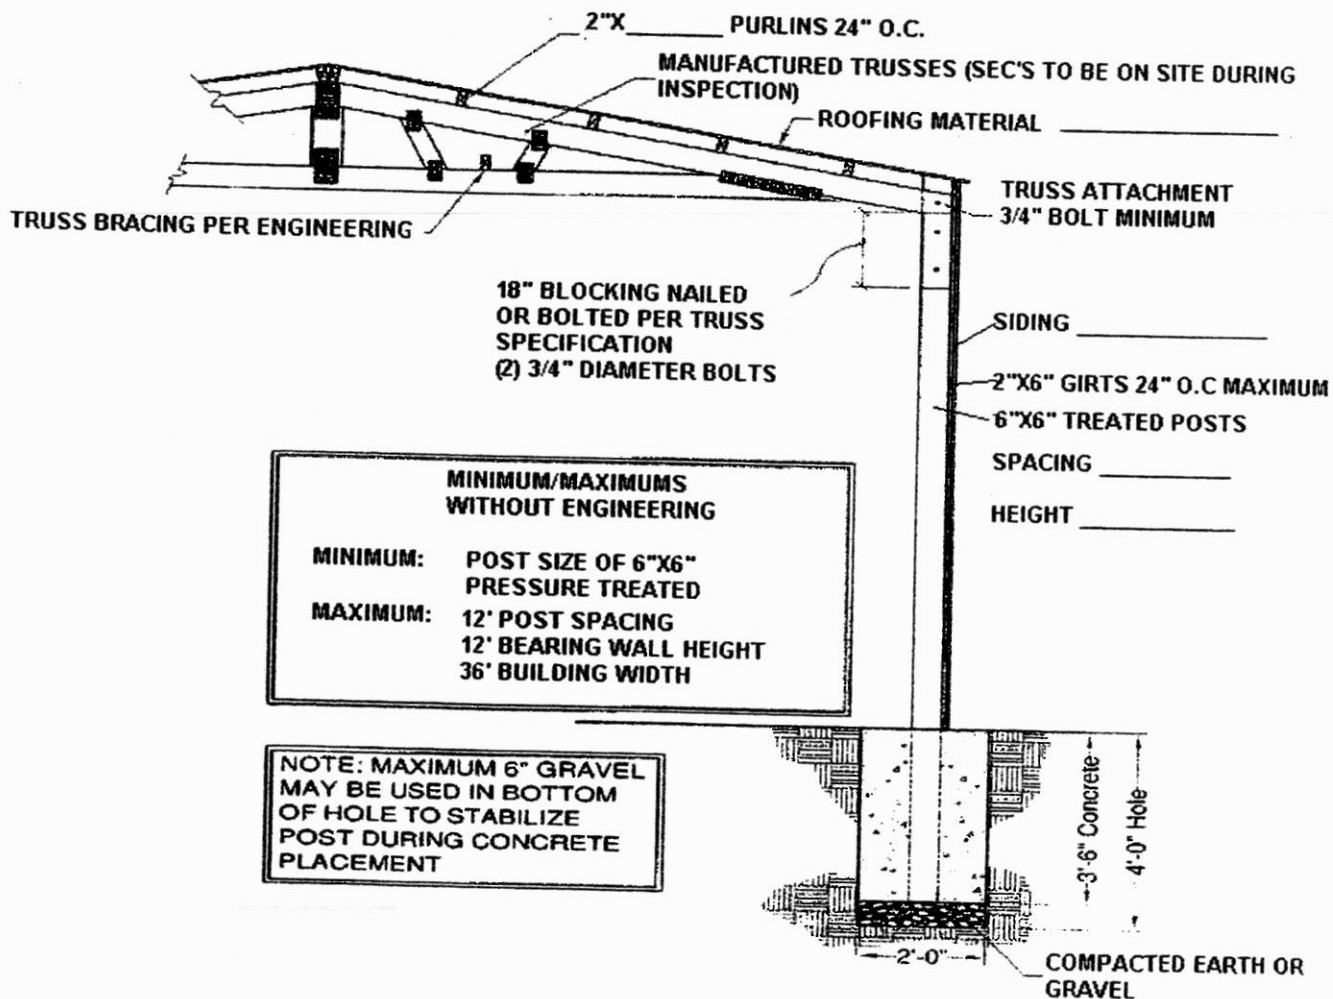 2"X______ PURLINS 24" O.C.
MANUFACTURED TRUSSES (SEC'S TO BE ON SITE DURING
INSPECTION)
ROOFING MATERIAL ______
TRUSS ATTACHMENT
3/4" BOLT MINIMUM
TRUSS BRACING PER ENGINEERING
18" BLOCKING NAILED
OR BOLTED PER TRUSS
SPECIFICATION
(2) 3/4" DIAMETER BOLTS
SIDING ______
2"X6" GIRTS 24" O.C MAXIMUM
6"X6" TREATED POSTS
SPACING ______
HEIGHT ______
MINIMUM/MAXIMUMS
WITHOUT ENGINEERING
MINIMUM: POST SIZE OF 6"X6"
PRESSURE TREATED
MAXIMUM: 12' POST SPACING
12' BEARING WALL HEIGHT
36' BUILDING WIDTH
NOTE: MAXIMUM 6" GRAVEL
MAY BE USED IN BOTTOM
OF HOLE TO STABILIZE
POST DURING CONCRETE
PLACEMENT
3'-6" Concrete
4'-0" Hole
2'-0"
COMPACTED EARTH OR
GRAVEL